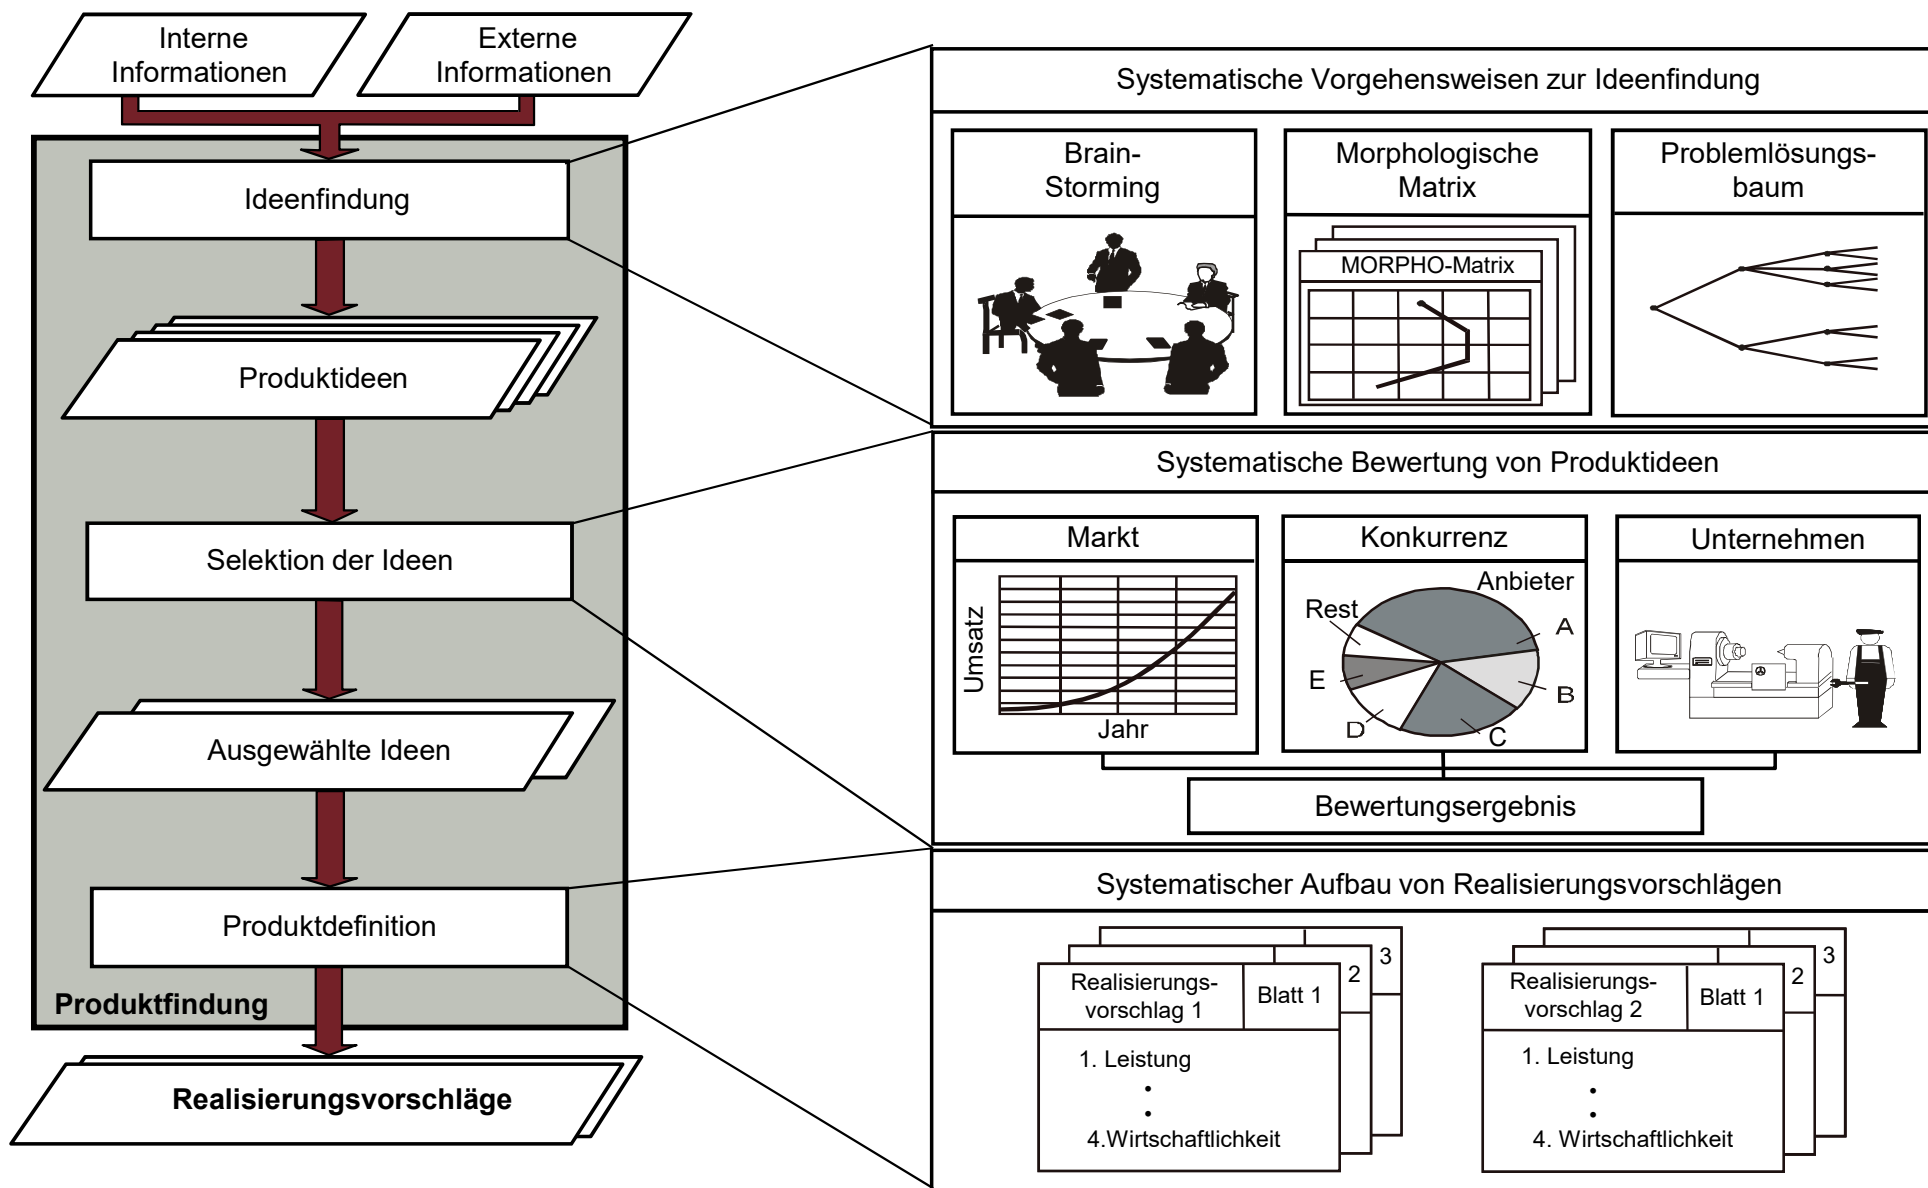 Interne
Informationen
Externe
Informationen
Ideenfindung
Produktideen
Selektion der Ideen
Ausgewählte Ideen
Produktdefinition
Produktfindung
Realisierungsvorschläge
Systematische Vorgehensweisen zur Ideenfindung
Brain-
Storming
Morphologische
Matrix
MORPHO-Matrix
Problemlösungs-
baum
Systematische Bewertung von Produktideen
Markt
Umsatz
Jahr
Konkurrenz
Anbieter
Rest
A
E
B
D
C
Unternehmen
Bewertungsergebnis
Systematischer Aufbau von Realisierungsvorschlägen
3
2
Realisierungs-
vorschlag 1
Blatt 1
1. Leistung
4.Wirtschaftlichkeit
3
2
Realisierungs-
vorschlag 2
Blatt 1
1. Leistung
4. Wirtschaftlichkeit